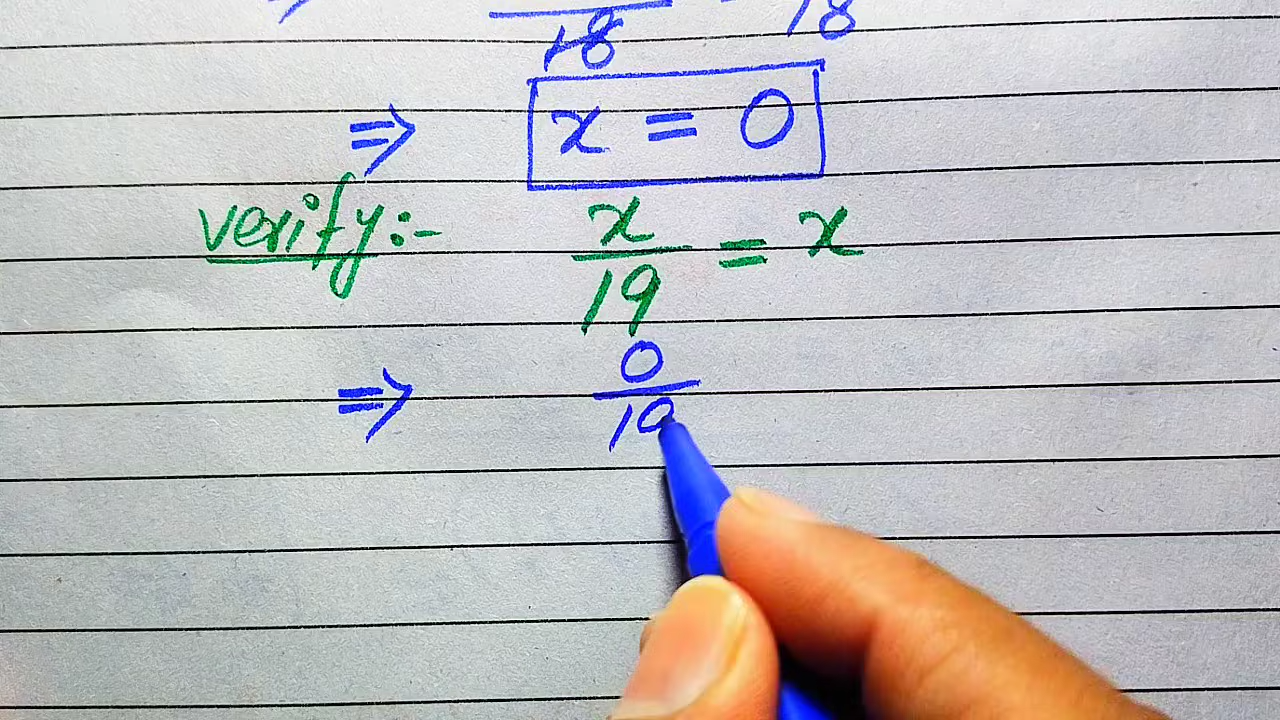 18 18
⇒ x = 0
verify:- x/19 = x
⇒ 0/19